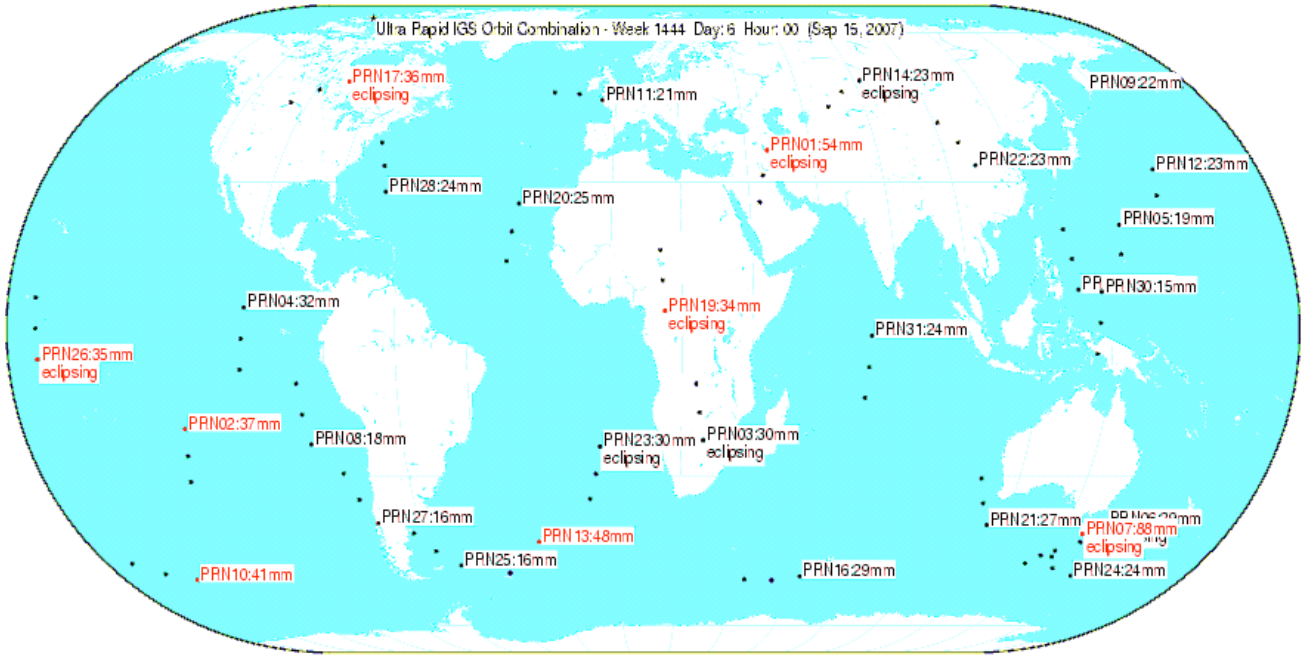 Ultra Rapid IGS Orbit Combination - Week 1444 Day: 6 Hour: 00 (Sep 15, 2007)
PRN17:36mm
eclipsing
PRN11:21mm
PRN14:23mm
eclipsing
PRN09:22mm
PRN01:54mm
eclipsing
PRN22:23mm
PRN12:23mm
PRN28:24mm
PRN20:25mm
PRN05:19mm
PRN30:15mm
PRN04:32mm
PRN19:34mm
eclipsing
PRN31:24mm
PRN26:35mm
eclipsing
PRN02:37mm
PRN08:18mm
PRN23:30mm
eclipsing
PRN03:30mm
eclipsing
PRN27:16mm
PRN21:27mm
PRN07:88mm
eclipsing
PRN13:48mm
PRN25:16mm
PRN10:41mm
PRN16:29mm
PRN24:24mm